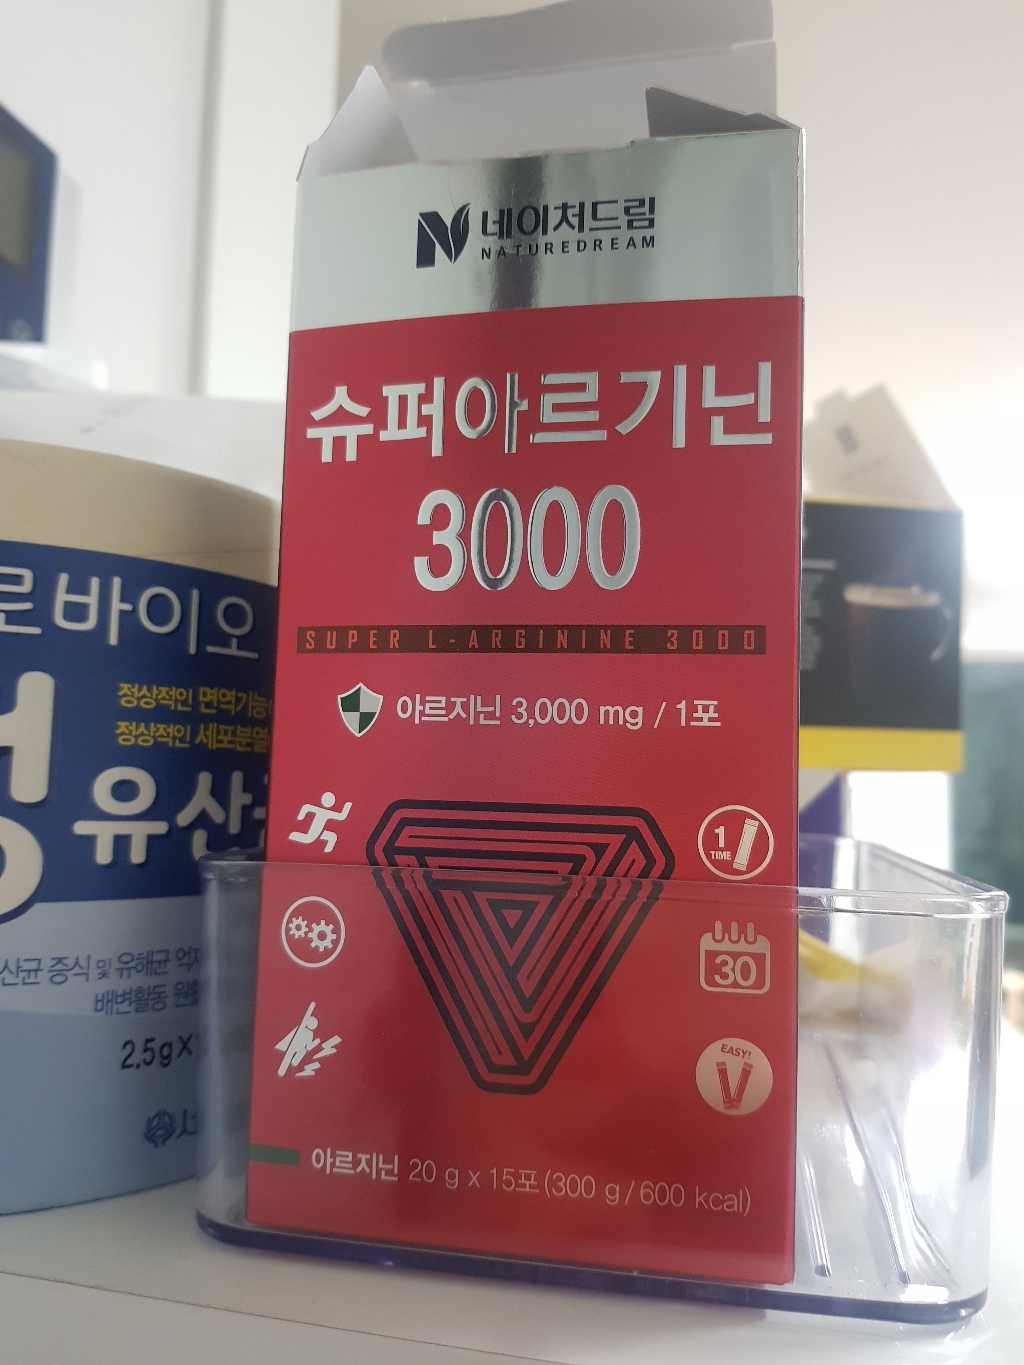 네이처드림
NATUREDREAM
슈퍼아르기닌
3000
SUPER L-ARGININE 3000
아르지닌 3,000 mg / 1포
1
TIME
30
EASY!
아르지닌 20 g x 15포 (300 g / 600 kcal)
로바이오
정상적인 면역기능
정상적인 세포분열
유산
산균 증식 및 유해균 억
배변활동 원
2.5g x